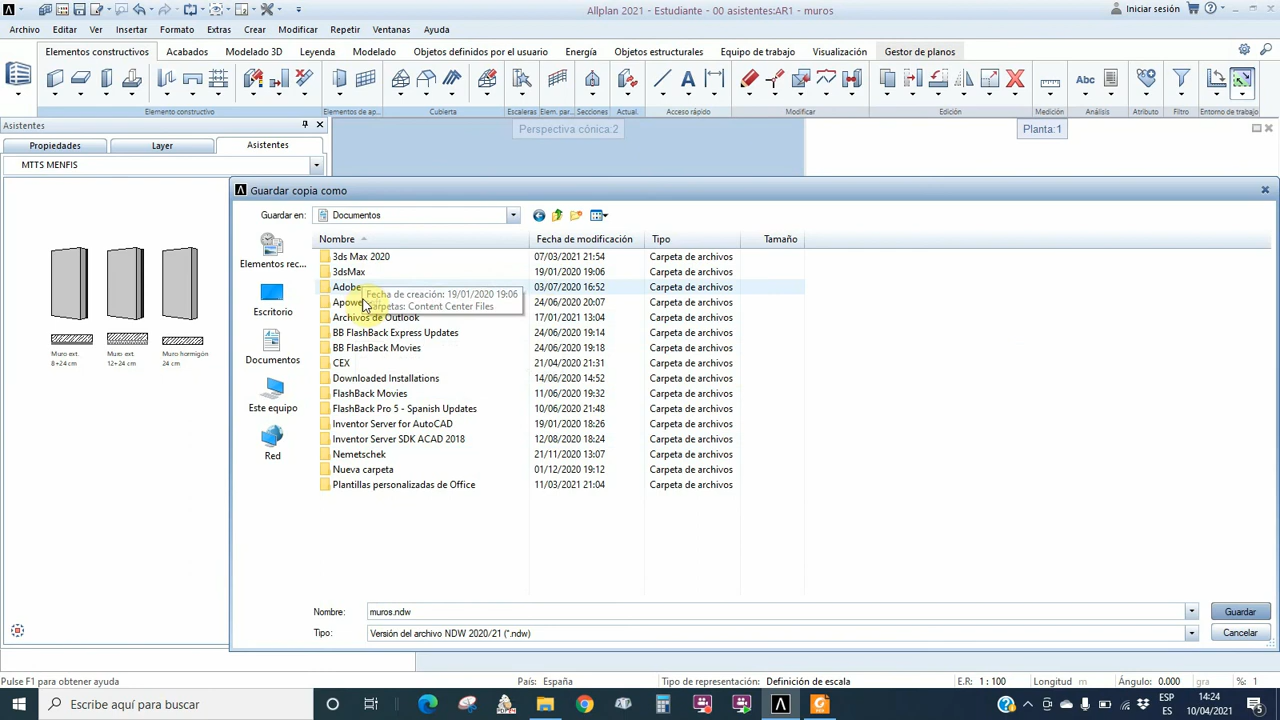 Allplan 2021 - Estudiante - 00 asistentes:AR1 - muros
Iniciar sesión
Archivo Editar Ver Insertar Formato Extras Crear Modificar Repetir Ventanas Ayuda
Elementos constructivos Acabados Modelado 3D Leyenda Modelado Objetos definidos por el usuario Energía Objetos estructurales Equipo de trabajo Visualización Gestor de planos
Abc
Elemento constructivo Elementos de ap... Cubierta Escaleras Elem. par... Secciones Actual. Acceso rápido Modificar Edición Medición Análisis Atributo Filtro Entorno de trabajo
Asistentes
Perspectiva cónica:2
Planta:1
Propiedades Layer Asistentes
MTTS MENFIS
Muro ext.
8+24 cm
Muro ext.
12+24 cm
Muro hormigón
24 cm
Guardar copia como
Guardar en: Documentos
Nombre Fecha de modificación Tipo Tamaño
Elementos rec...
Escritorio
Documentos
Este equipo
Red
3ds Max 2020 07/03/2021 21:54 Carpeta de archivos
3dsMax 19/01/2020 19:06 Carpeta de archivos
Adobe 03/07/2020 16:52 Carpeta de archivos
Fecha de creación: 19/01/2020 19:06
24/06/2020 20:07 Carpeta de archivos
Carpetas: Content Center Files
Archivos de Outlook 17/01/2021 13:04 Carpeta de archivos
BB FlashBack Express Updates 24/06/2020 19:14 Carpeta de archivos
BB FlashBack Movies 24/06/2020 19:18 Carpeta de archivos
CEX 21/04/2020 21:31 Carpeta de archivos
Downloaded Installations 14/06/2020 14:52 Carpeta de archivos
FlashBack Movies 11/06/2020 19:32 Carpeta de archivos
FlashBack Pro 5 - Spanish Updates 10/06/2020 21:48 Carpeta de archivos
Inventor Server for AutoCAD 19/01/2020 18:26 Carpeta de archivos
Inventor Server SDK ACAD 2018 12/08/2020 18:24 Carpeta de archivos
Nemetschek 21/11/2020 13:07 Carpeta de archivos
Nueva carpeta 01/12/2020 19:12 Carpeta de archivos
Plantillas personalizadas de Office 11/03/2021 21:04 Carpeta de archivos
Nombre: muros.ndw Guardar
Tipo: Versión del archivo NDW 2020/21 (*.ndw) Cancelar
Pulse F1 para obtener ayuda
País: España Tipo de representación: Definición de escala E.R: 1 : 100 Longitud m Ángulo: 0.000 gra %
Escribe aquí para buscar
ESP
ES
14:24
10/04/2021